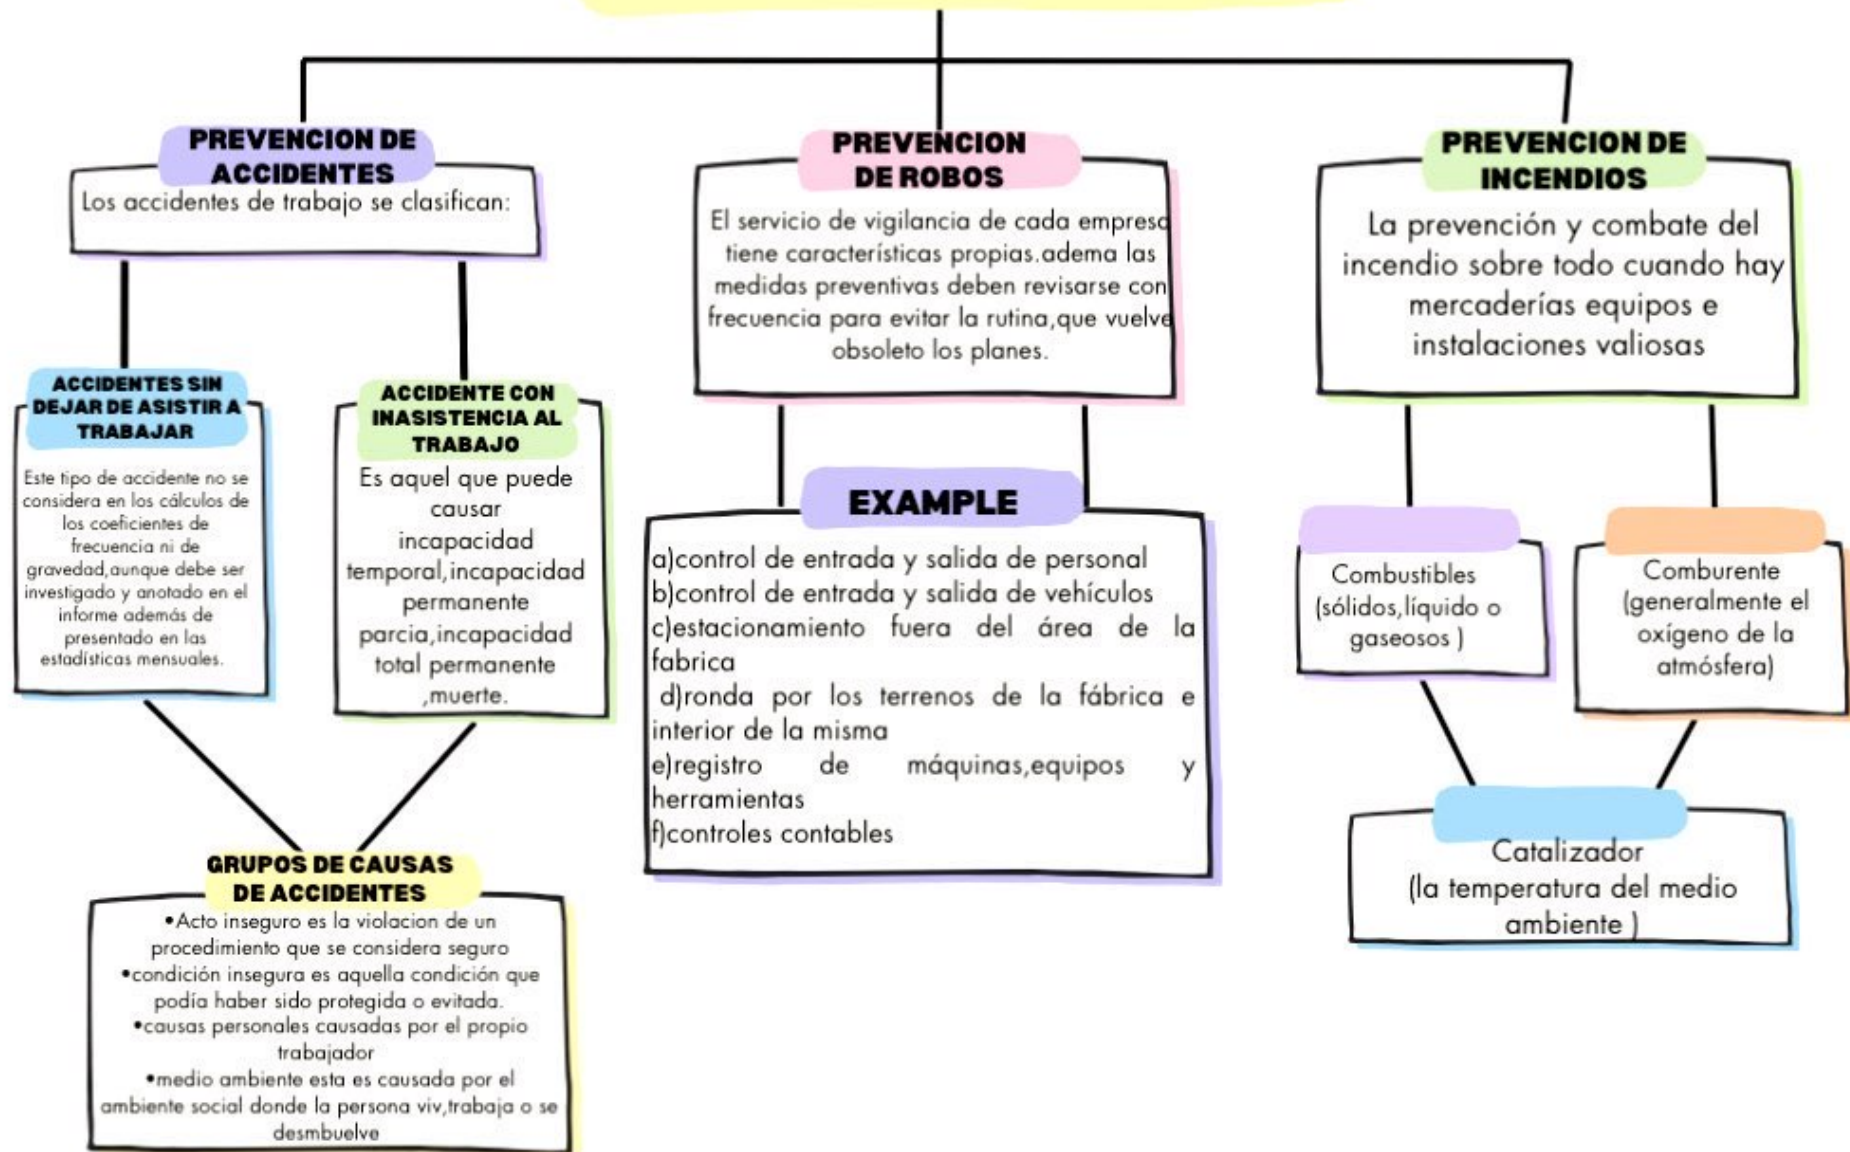 PREVENCION DE
ACCIDENTES
Los accidentes de trabajo se clasifican:
ACCIDENTES SIN
DEJAR DE ASISTIR A
TRABAJAR
Este tipo de accidente no se
considera en los cálculos de
los coeficientes de
frecuencia ni de
gravedad,aunque debe ser
investigado y anotado en el
informe además de
presentado en las
estadísticas mensuales.
ACCIDENTE CON
INASISTENCIA AL
TRABAJO
Es aquel que puede
causar
incapacidad
temporal,incapacidad
permanente
parcia,incapacidad
total permanente
,muerte.
GRUPOS DE CAUSAS
DE ACCIDENTES
•Acto inseguro es la violacion de un
procedimiento que se considera seguro
•condición insegura es aquella condición que
podía haber sido protegida o evitada.
•causas personales causadas por el propio
trabajador
•medio ambiente esta es causada por el
ambiente social donde la persona viv,trabaja o se
desmbuelve
PREVENCION
DE ROBOS
El servicio de vigilancia de cada empresa
tiene características propias.adema las
medidas preventivas deben revisarse con
frecuencia para evitar la rutina,que vuelve
obsoleto los planes.
EXAMPLE
a)control de entrada y salida de personal
b)control de entrada y salida de vehículos
c)estacionamiento fuera del área de la
fabrica
d)ronda por los terrenos de la fábrica e
interior de la misma
e)registro de máquinas,equipos y
herramientas
f)controles contables
PREVENCION DE
INCENDIOS
La prevención y combate del
incendio sobre todo cuando hay
mercaderías equipos e
instalaciones valiosas
Combustibles
(sólidos,líquido o
gaseosos )
Comburente
(generalmente el
oxígeno de la
atmósfera)
Catalizador
(la temperatura del medio
ambiente )